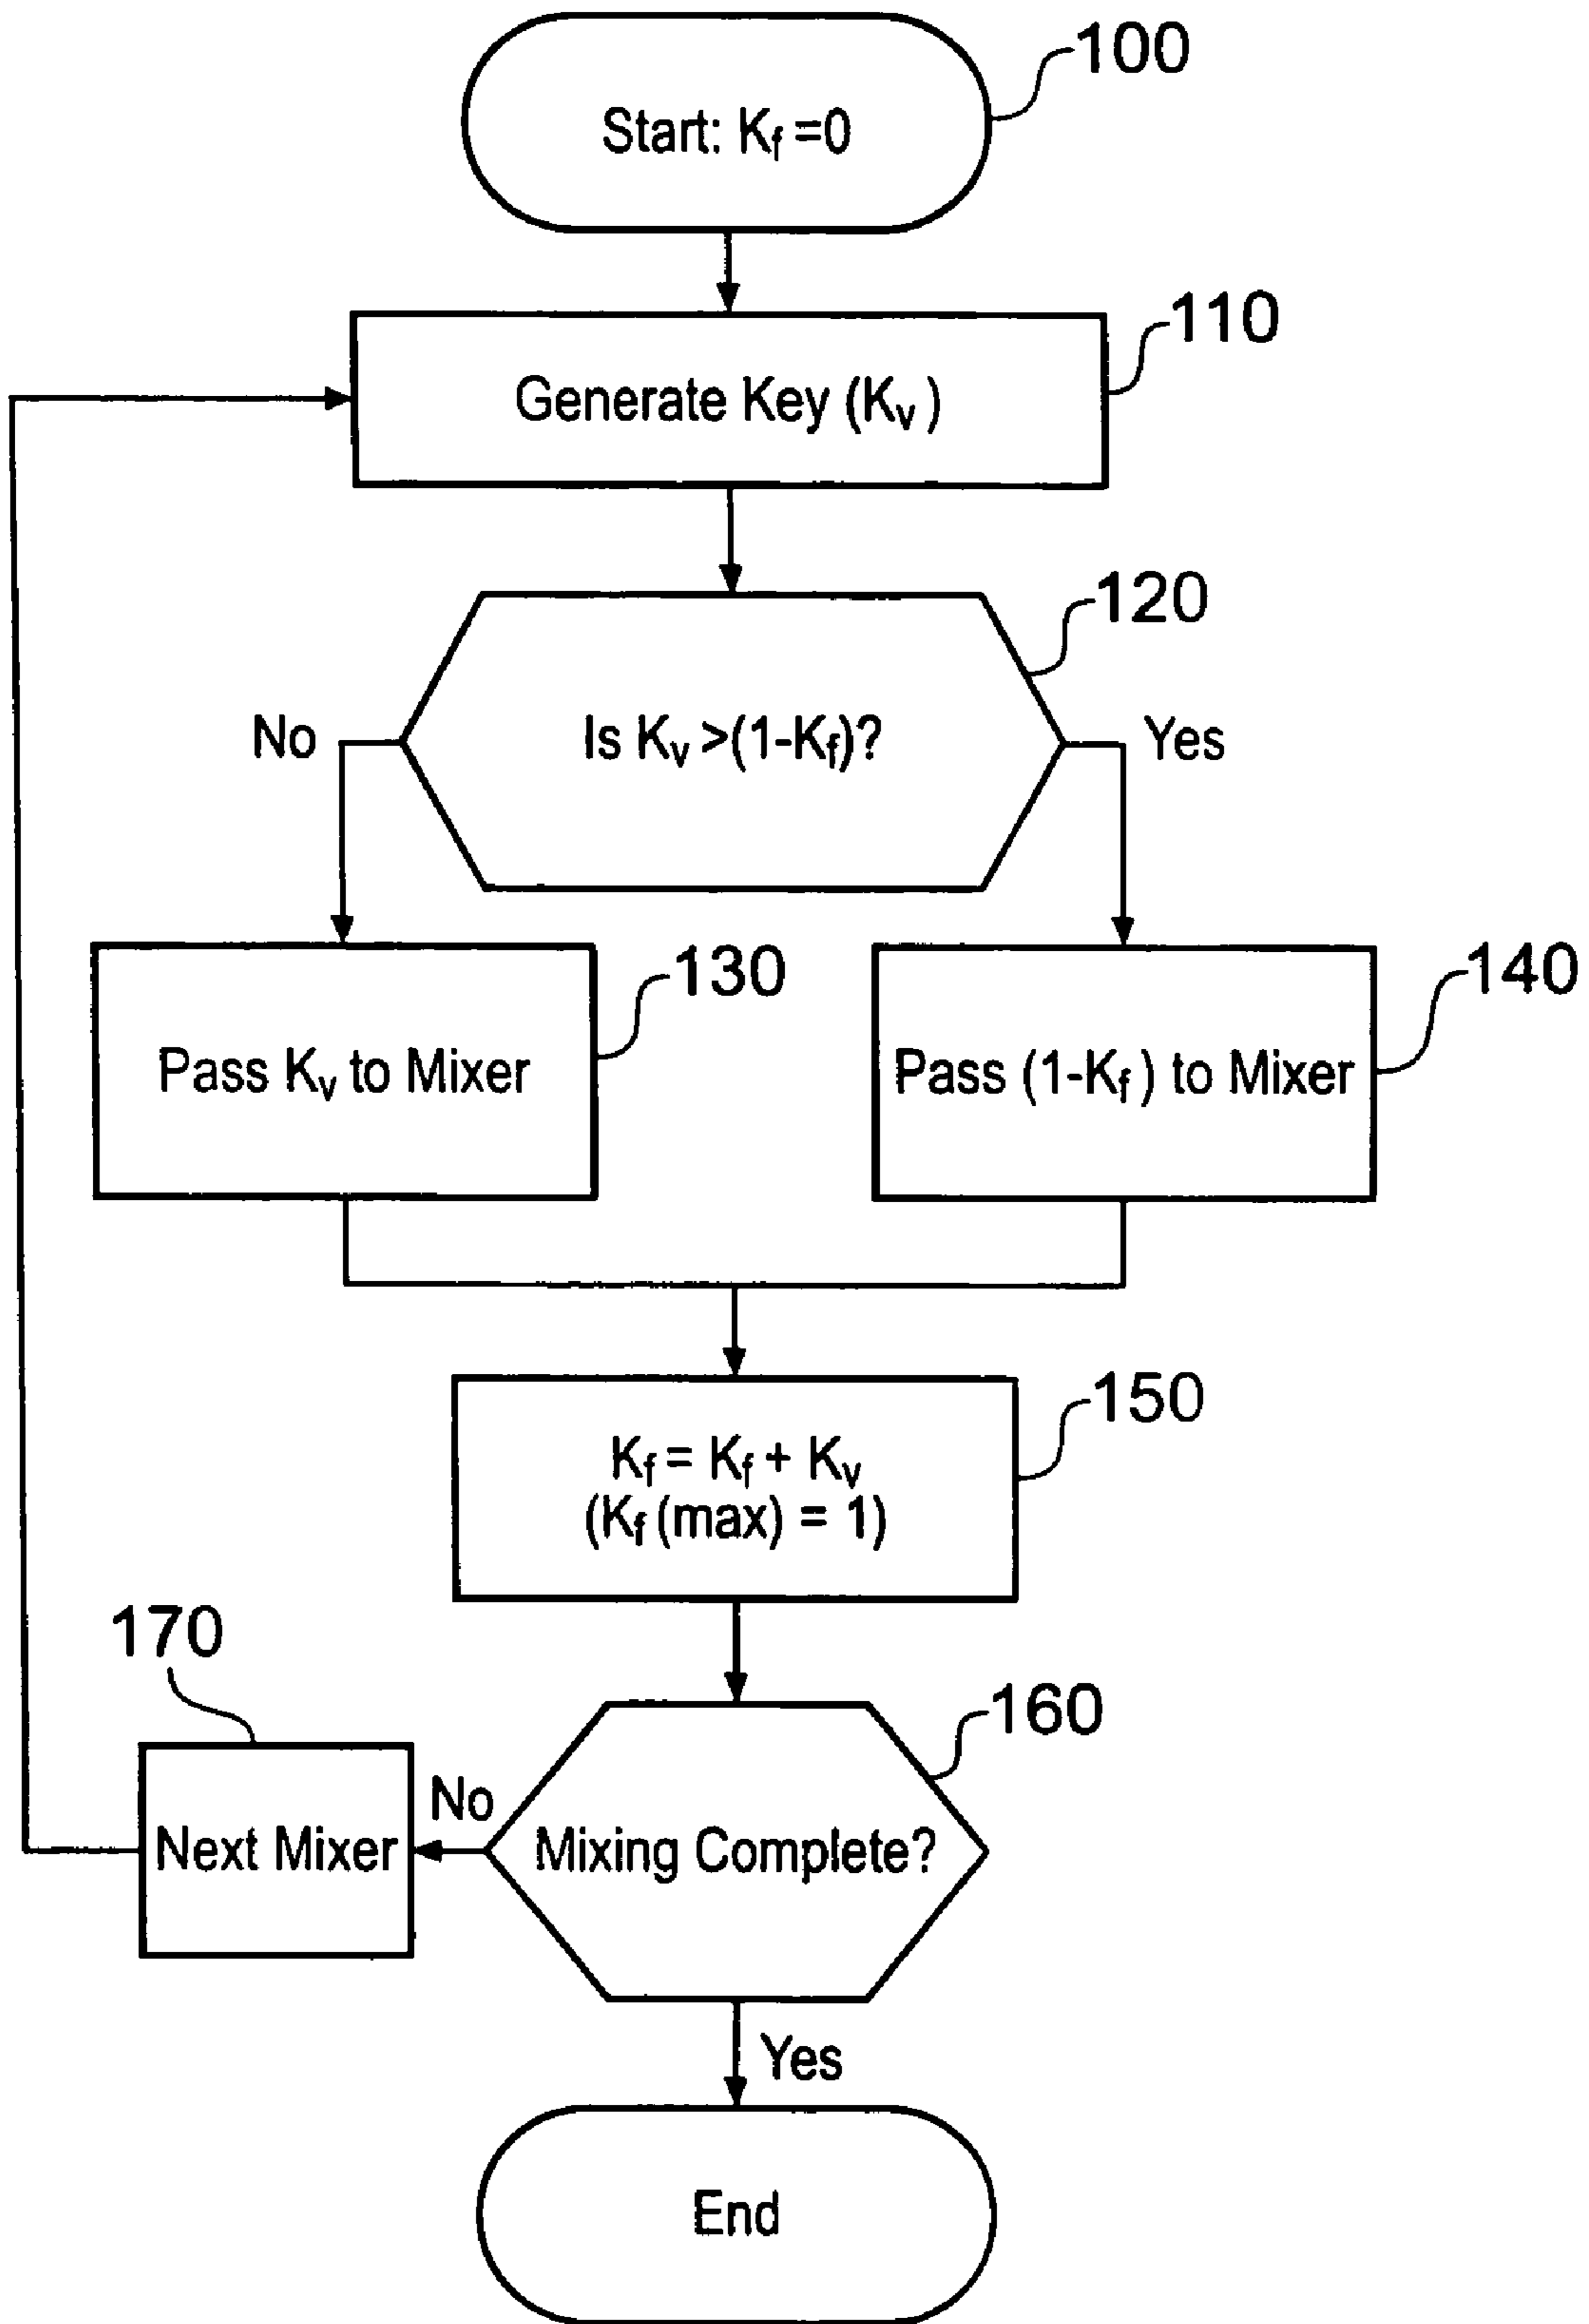 100
Start: Kf =0
110
Generate Key (Kv)
120
No
Is Kv >(1-Kf)?
Yes
130
140
Pass Kv to Mixer
Pass (1-Kf) to Mixer
150
Kf = Kf + Kv
(Kf (max) = 1)
170
160
No
Next Mixer
Mixing Complete?
Yes
End